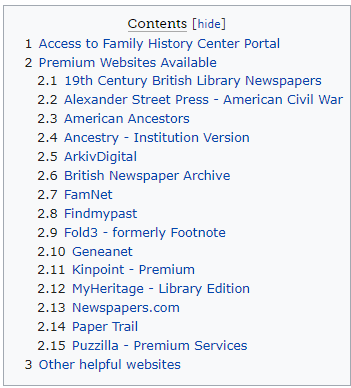 Contents [hide]
1 Access to Family History Center Portal
2 Premium Websites Available
2.1 19th Century British Library Newspapers
2.2 Alexander Street Press - American Civil War
2.3 American Ancestors
2.4 Ancestry - Institution Version
2.5 ArkivDigital
2.6 British Newspaper Archive
2.7 FamNet
2.8 Findmypast
2.9 Fold3 - formerly Footnote
2.10 Geneanet
2.11 Kinpoint - Premium
2.12 MyHeritage - Library Edition
2.13 Newspapers.com
2.14 Paper Trail
2.15 Puzzilla - Premium Services
3 Other helpful websites